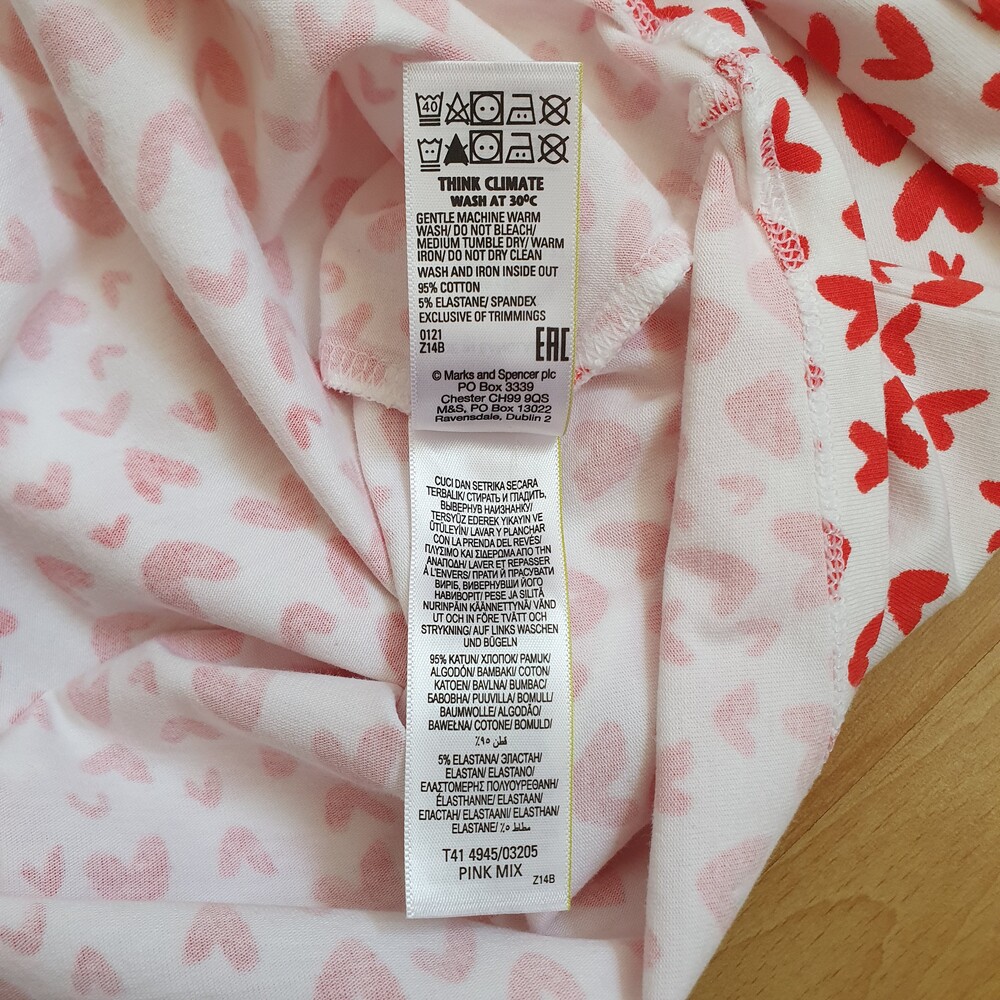 40
THINK CLIMATE
WASH AT 30ºC
GENTLE MACHINE WARM
WASH/ DO NOT BLEACH/
MEDIUM TUMBLE DRY/ WARM
IRON/ DO NOT DRY CLEAN
WASH AND IRON INSIDE OUT
95% COTTON
5% ELASTANE/ SPANDEX
EXCLUSIVE OF TRIMMINGS
0121
Z14B
EAC
© Marks and Spencer plc
PO Box 3339
Chester CH99 9QS
M&S, PO Box 13022
Ravensdale, Dublin 2
CUCI DAN SETRIKA SECARA
TERBALIK/ СТИРАТЬ И ГЛАДИТЬ,
ВЫВЕРНУВ НАИЗНАНКУ/
TERSYÜZ EDEREK YIKAYIN VE
ÜTÜLEYİN/ LAVAR Y PLANCHAR
CON LA PRENDA DEL REVÉS/
ΠΛΥΣΙΜΟ ΚΑΙ ΣΙΔΕΡΩΜΑ ΑΠΟ ΤΗΝ
ΑΝΑΠΟΔΗ/ LAVER ET REPASSER
À L'ENVERS/ ПРАТИ Й ПРАСУВАТИ
ВИРІБ, ВИВЕРНУВШИ ЙОГО
НАВИВОРІТ/ PESE JA SILITÄ
NURINPÄIN KÄÄNNETTYNÄ/ VÄND
UT OCH IN FÖRE TVÄTT OCH
STRYKNING/ AUF LINKS WASCHEN
UND BÜGELN
95% KATUN/ ХЛОПОК/ PAMUK/
ALGODÓN/ ΒΑΜΒΑΚΙ/ COTON/
KATOEN/ BAVLNA/ BUMBAC/
БАВОВНА/ PUUVILLA/ BOMULL/
BAUMWOLLE/ ALGODÃO/
BAWEŁNA/ COTONE/ BOMULD/
قطن ٩٥٪
5% ELASTANA/ ЭЛАСТАН/
ELASTAN/ ELASTANO/
ΕΛΑΣΤΟΜΕΡΗΣ ΠΟΛΥΟΥΡΕΘΑΝΗ/
ÉLASTHANNE/ ELASTAAN/
ЕЛАСТАН/ ELASTAANI/ ELASTHAN/
ELASTANE/ مطاط ٥٪
T41 4945/03205
PINK MIX
Z14B